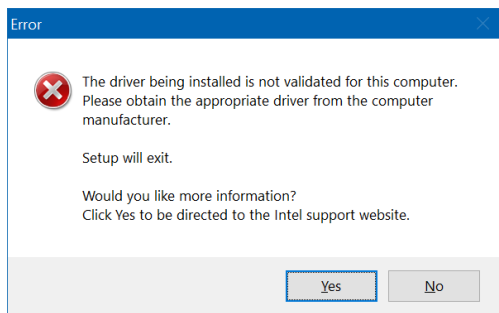 Error
The driver being installed is not validated for this computer.
Please obtain the appropriate driver from the computer
manufacturer.
Setup will exit.
Would you like more information?
Click Yes to be directed to the Intel support website.
Yes
No